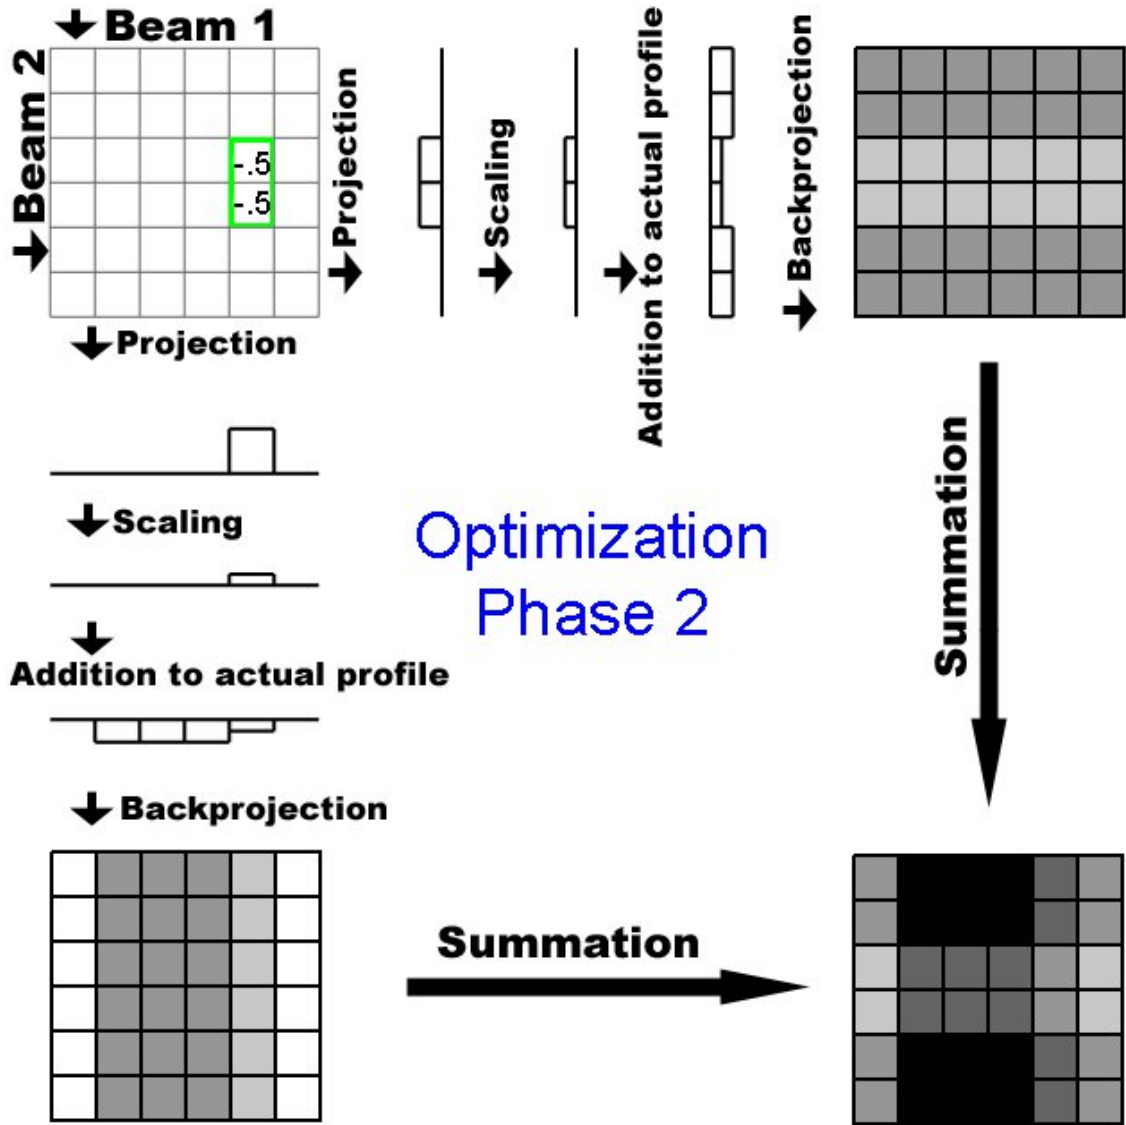 Beam 1
Beam 2
-.5
-.5
Projection
Scaling
Addition to actual profile
Backprojection
Projection
Scaling
Addition to actual profile
Backprojection
Optimization
Phase 2
Summation
Summation